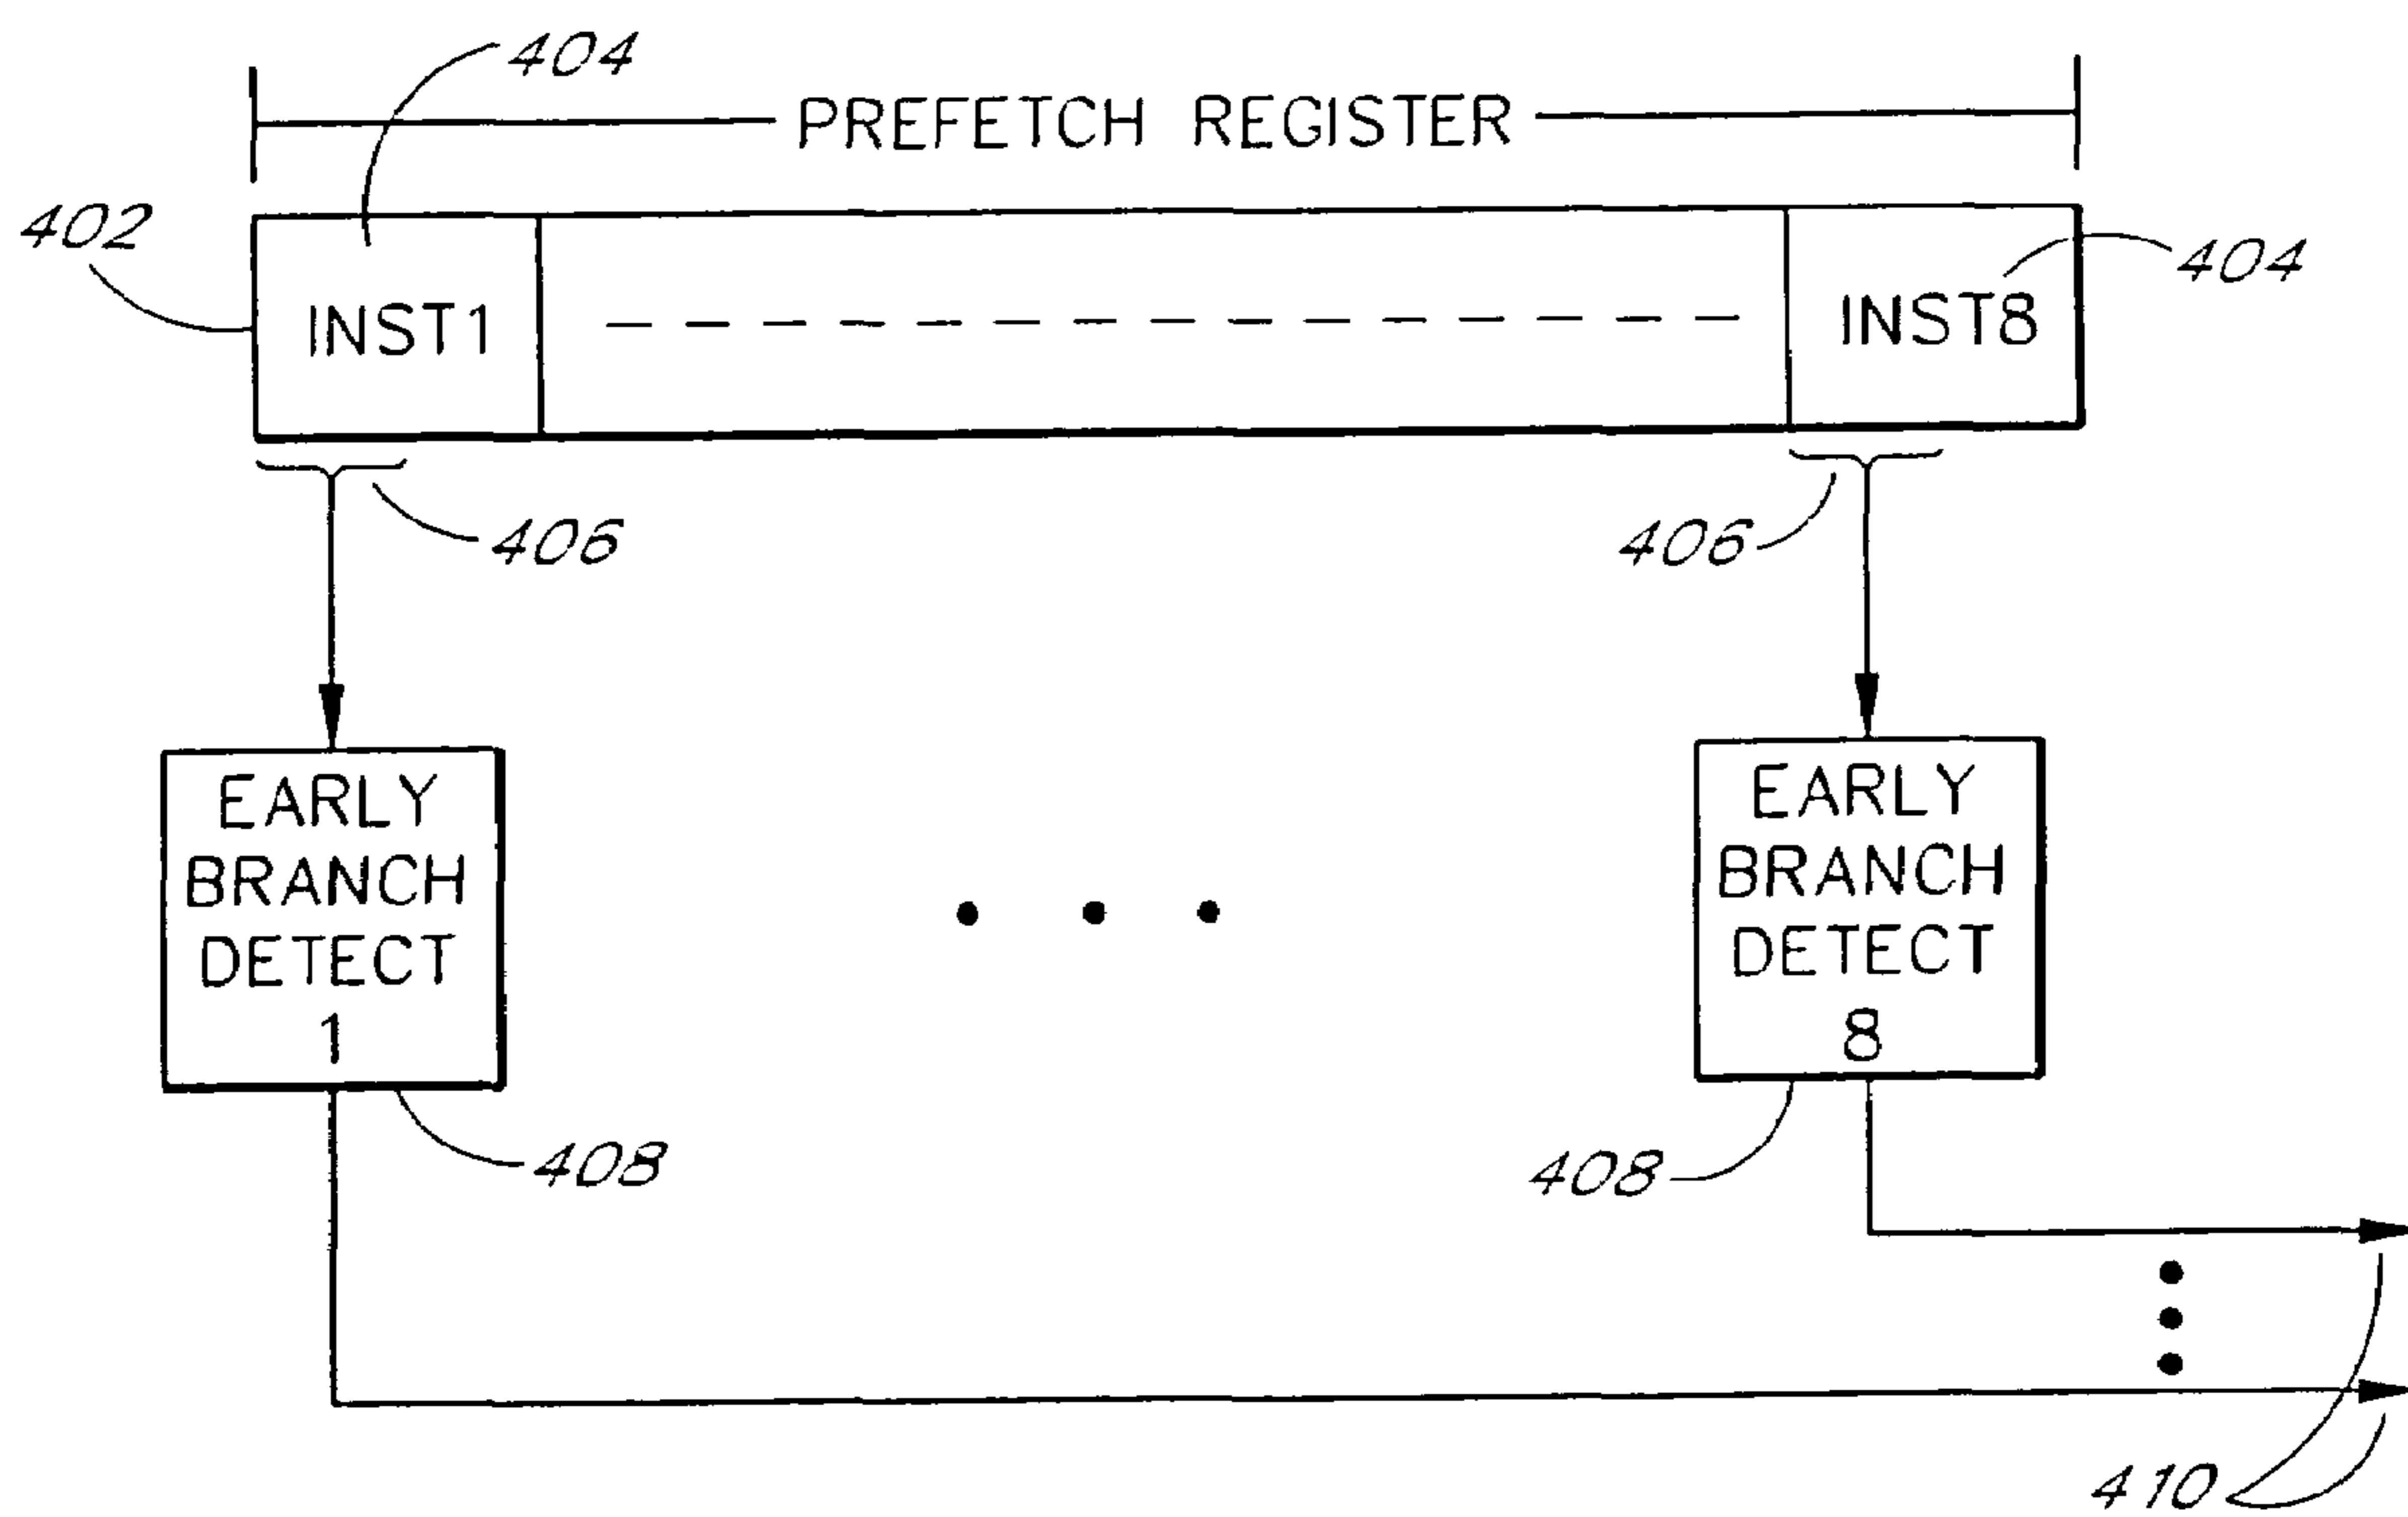 404
PREFETCH REGISTER
402
404
INST1
INST8
406
406
EARLY
BRANCH
DETECT
1
EARLY
BRANCH
DETECT
8
408
408
410